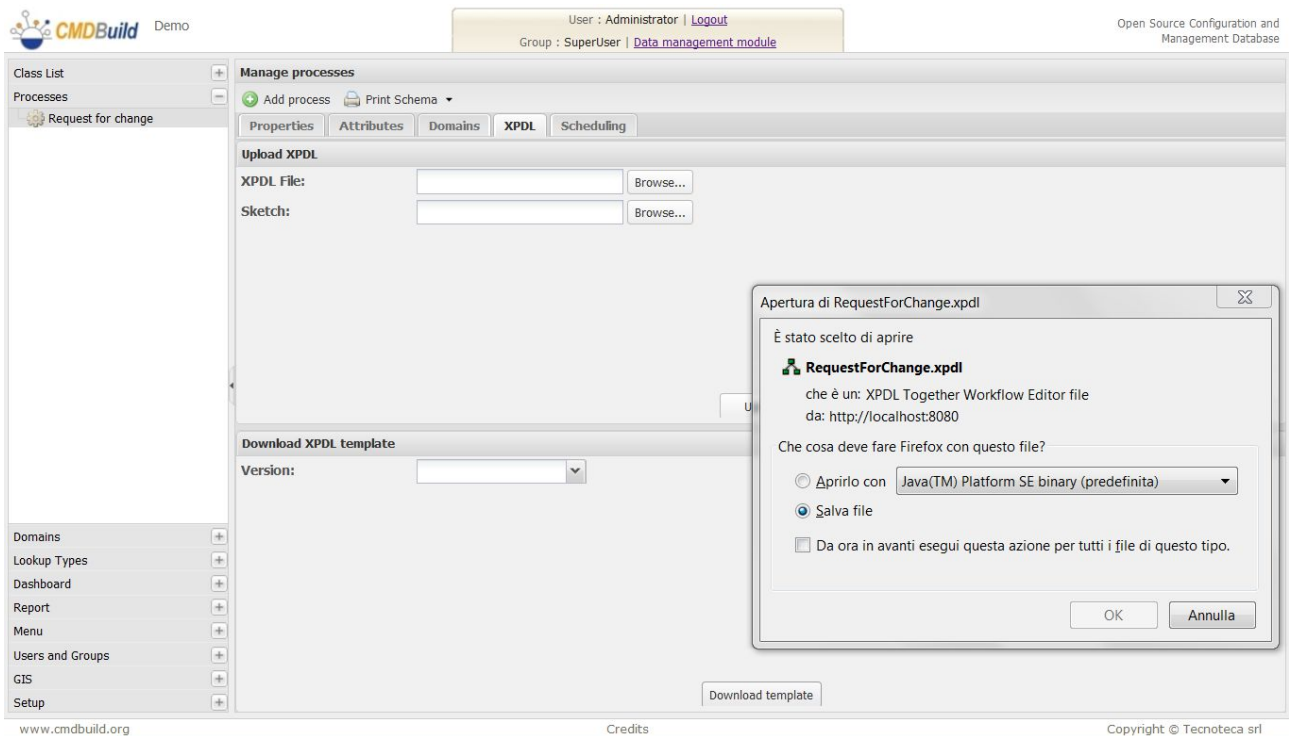 CMDBuild Demo
User : Administrator | Logout
Group : SuperUser | Data management module
Open Source Configuration and
Management Database
Class List
Processes
Request for change
Domains
Lookup Types
Dashboard
Report
Menu
Users and Groups
GIS
Setup
Manage processes
Add process Print Schema
Properties Attributes Domains XPDL Scheduling
Upload XPDL
XPDL File: Browse...
Sketch: Browse...
Download XPDL template
Version:
Download template
Apertura di RequestForChange.xpdl
È stato scelto di aprire
RequestForChange.xpdl
che è un: XPDL Together Workflow Editor file
da: http://localhost:8080
Che cosa deve fare Firefox con questo file?
Aprirlo con Java(TM) Platform SE binary (predefinita)
Salva file
Da ora in avanti esegui questa azione per tutti i file di questo tipo.
OK Annulla
www.cmdbuild.org Credits Copyright © Tecnoteca srl